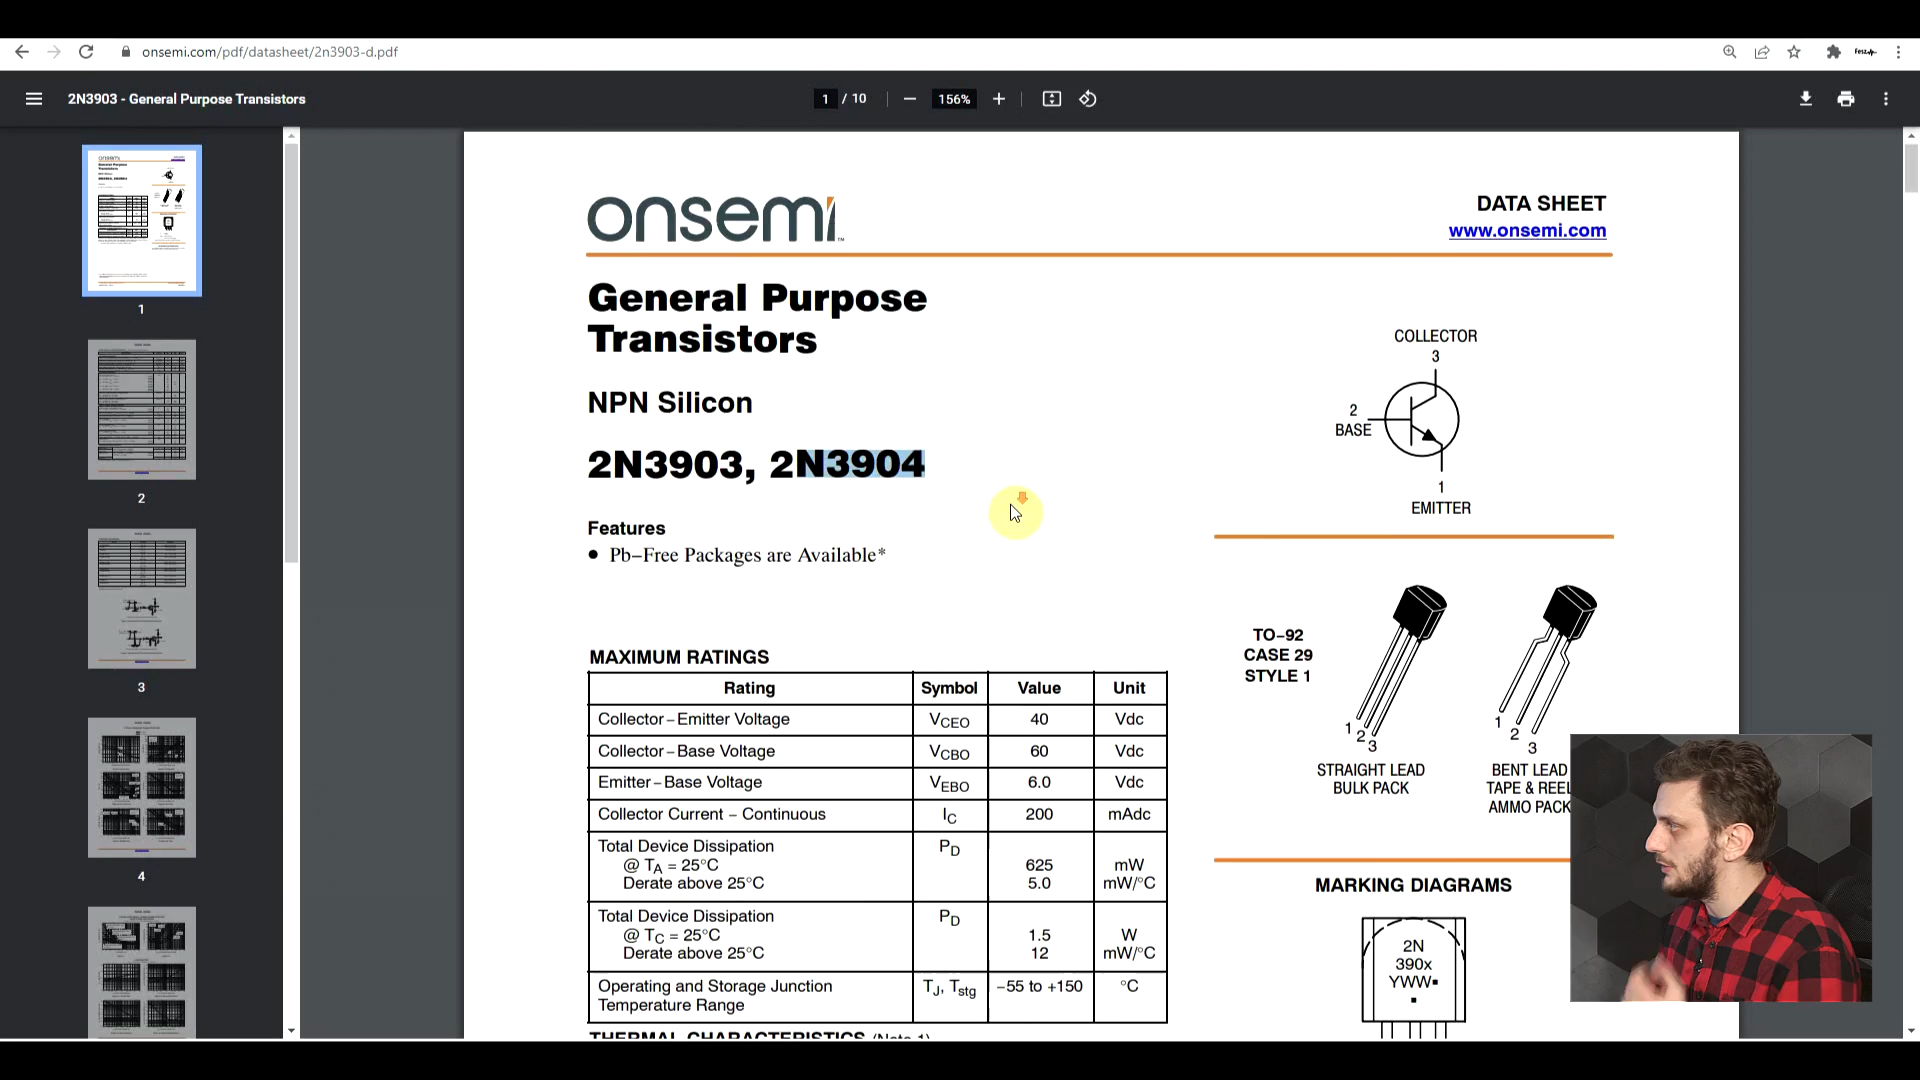 onsemi.com/pdf/datasheet/2n3903-d.pdf
2N3903 - General Purpose Transistors
1 / 10
156%
onsemi
™
DATA SHEET
www.onsemi.com
General Purpose
Transistors
NPN Silicon
2N3903, 2N3904
Features
● Pb−Free Packages are Available*
MAXIMUM RATINGS
Rating Symbol Value Unit
Collector−Emitter Voltage VCEO 40 Vdc
Collector−Base Voltage VCBO 60 Vdc
Emitter−Base Voltage VEBO 6.0 Vdc
Collector Current − Continuous IC 200 mAdc
Total Device Dissipation PD
@ TA = 25°C 625 mW
Derate above 25°C 5.0 mW/°C
Total Device Dissipation PD
@ TC = 25°C 1.5 W
Derate above 25°C 12 mW/°C
Operating and Storage Junction TJ, Tstg −55 to +150 °C
Temperature Range
THERMAL CHARACTERISTICS (Note 1)
COLLECTOR
3
2
BASE
1
EMITTER
TO−92
CASE 29
STYLE 1
1
2
3
STRAIGHT LEAD
BULK PACK
1
2
3
BENT LEAD
TAPE & REEL
AMMO PACK
MARKING DIAGRAMS
2N
390x
YWW▪
▪
1
2
3
4